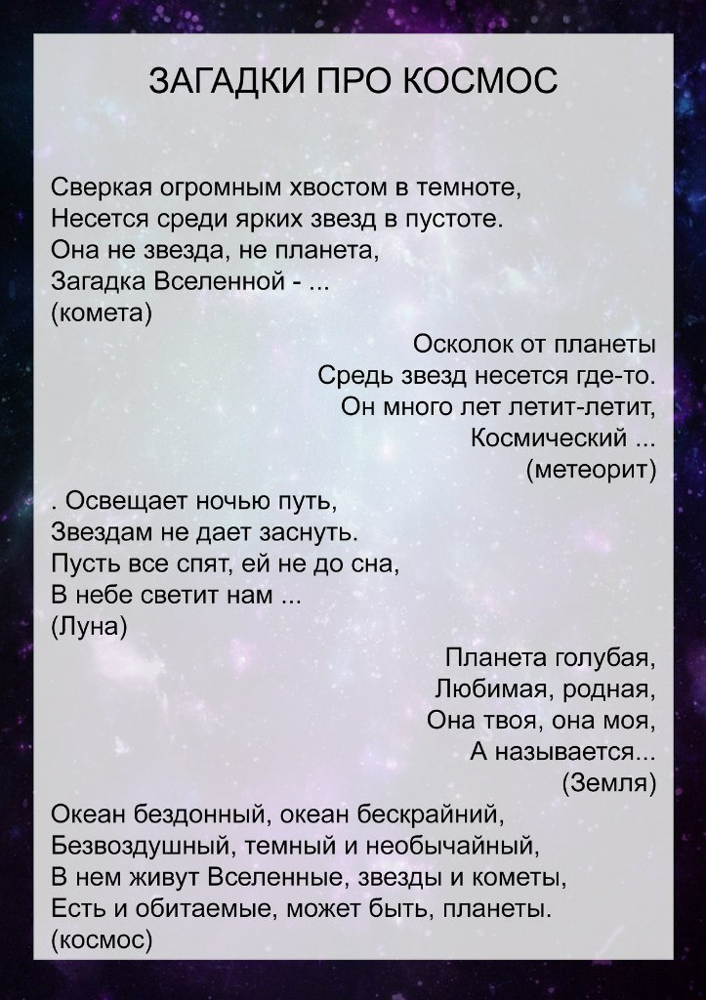 ЗАГАДКИ ПРО КОСМОС
Сверкая огромным хвостом в темноте,
Несется среди ярких звезд в пустоте.
Она не звезда, не планета,
Загадка Вселенной - ...
(комета)
Осколок от планеты
Средь звезд несется где-то.
Он много лет летит-летит,
Космический ...
(метеорит)
. Освещает ночью путь,
Звездам не дает заснуть.
Пусть все спят, ей не до сна,
В небе светит нам ...
(Луна)
Планета голубая,
Любимая, родная,
Она твоя, она моя,
А называется...
(Земля)
Океан бездонный, океан бескрайний,
Безвоздушный, темный и необычайный,
В нем живут Вселенные, звезды и кометы,
Есть и обитаемые, может быть, планеты.
(космос)